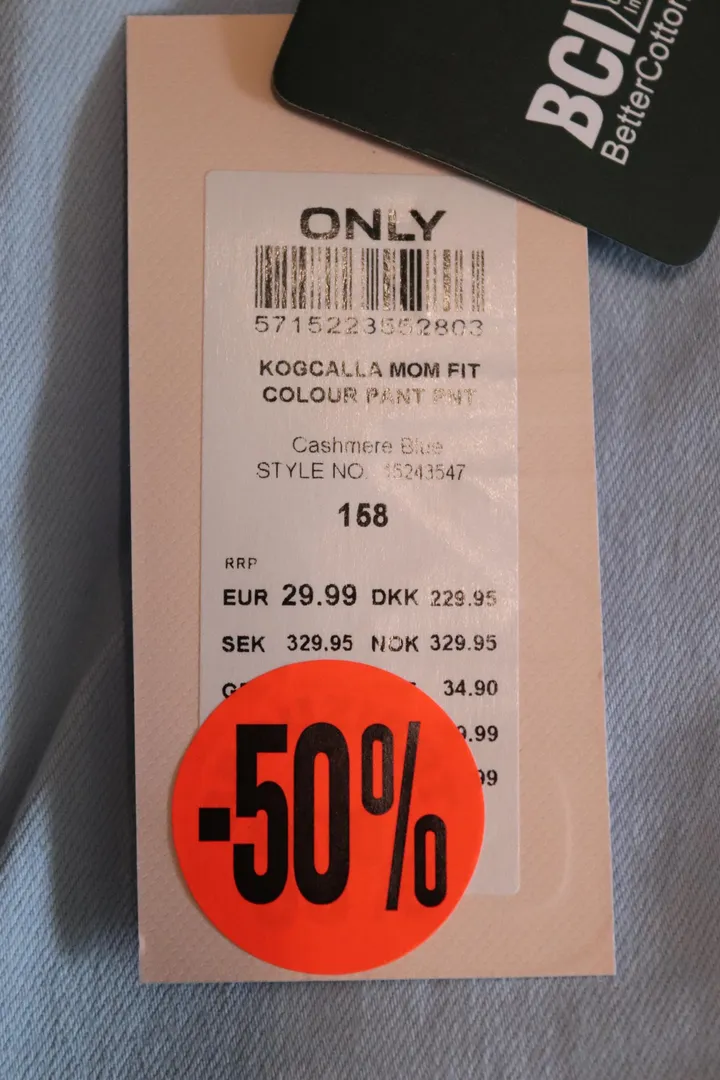 BCI
BetterCotton
ONLY
5715223552803
KOGCALLA MOM FIT
COLOUR PANT PNT
Cashmere Blue
STYLE NO. 15243547
158
RRP
EUR 29.99 DKK 229.95
SEK 329.95 NOK 329.95
34.90
-50%